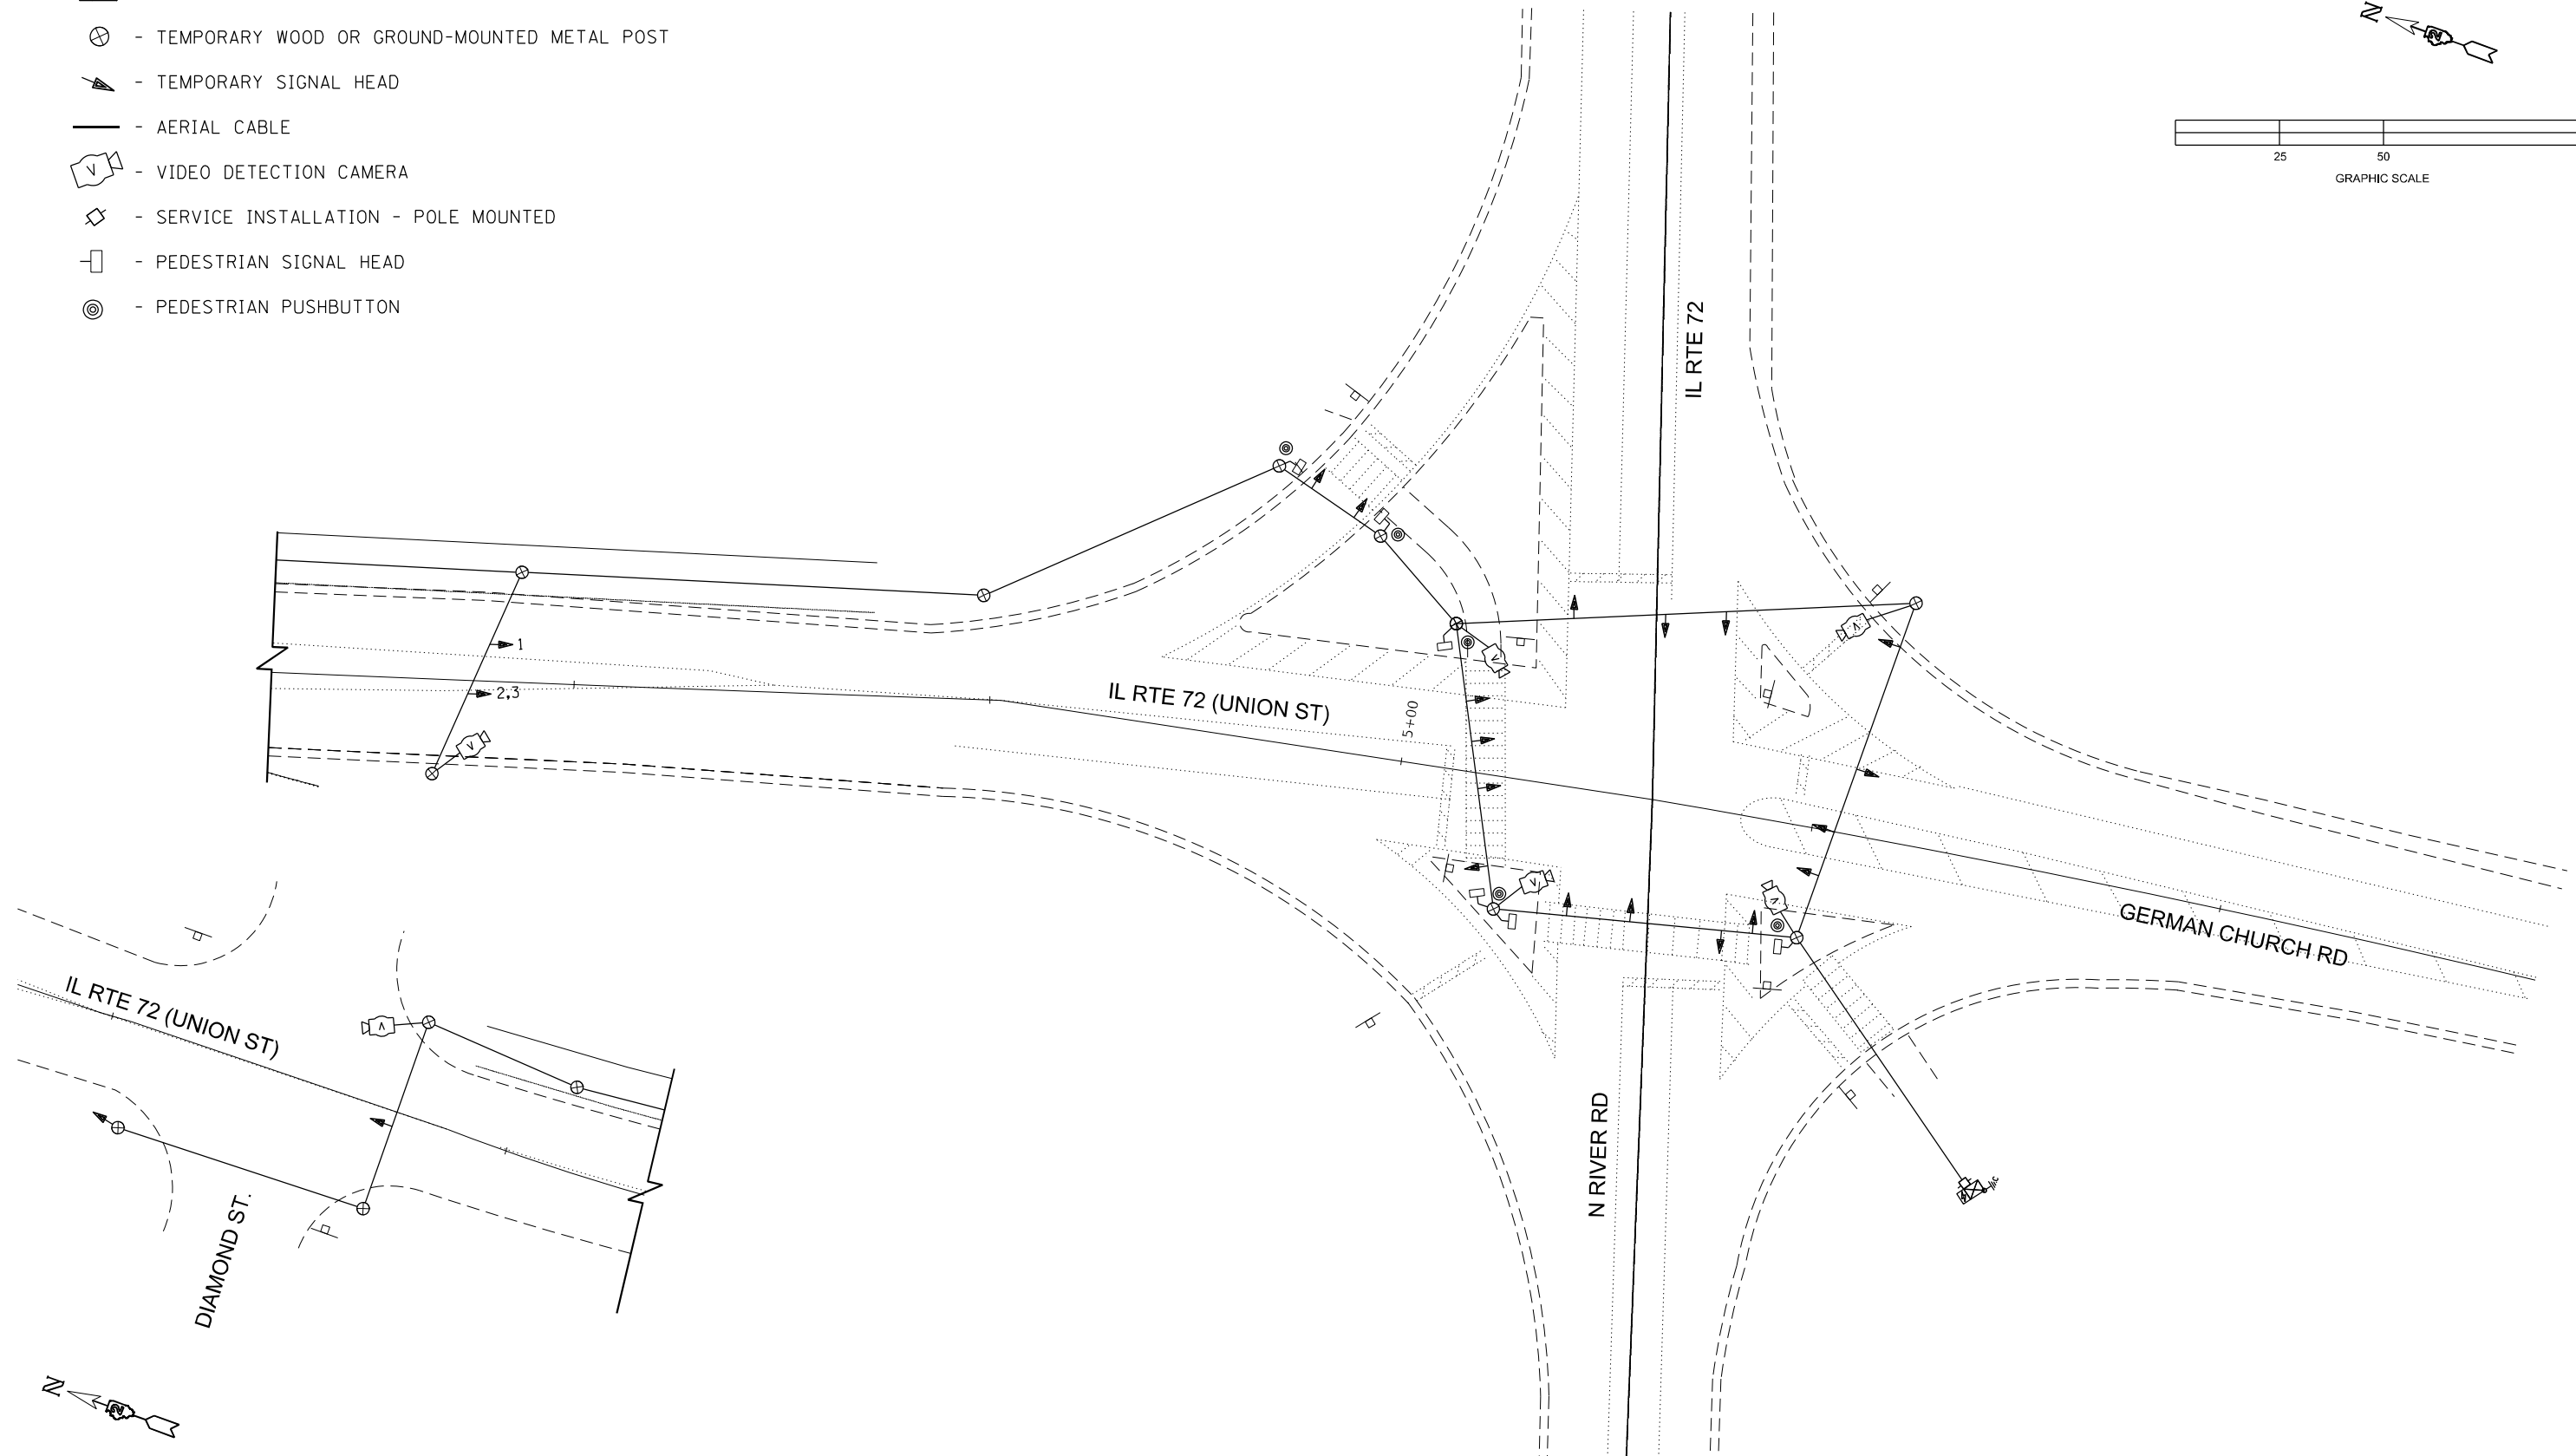 - TEMPORARY WOOD OR GROUND-MOUNTED METAL POST
- TEMPORARY SIGNAL HEAD
- AERIAL CABLE
V - VIDEO DETECTION CAMERA
- SERVICE INSTALLATION - POLE MOUNTED
- PEDESTRIAN SIGNAL HEAD
- PEDESTRIAN PUSHBUTTON
N
25 50
GRAPHIC SCALE
IL RTE 72
1
2,3
V
V
V
IL RTE 72 (UNION ST)
5+00
V
V
GERMAN CHURCH RD
N RIVER RD
IL RTE 72 (UNION ST)
V
DIAMOND ST.
N